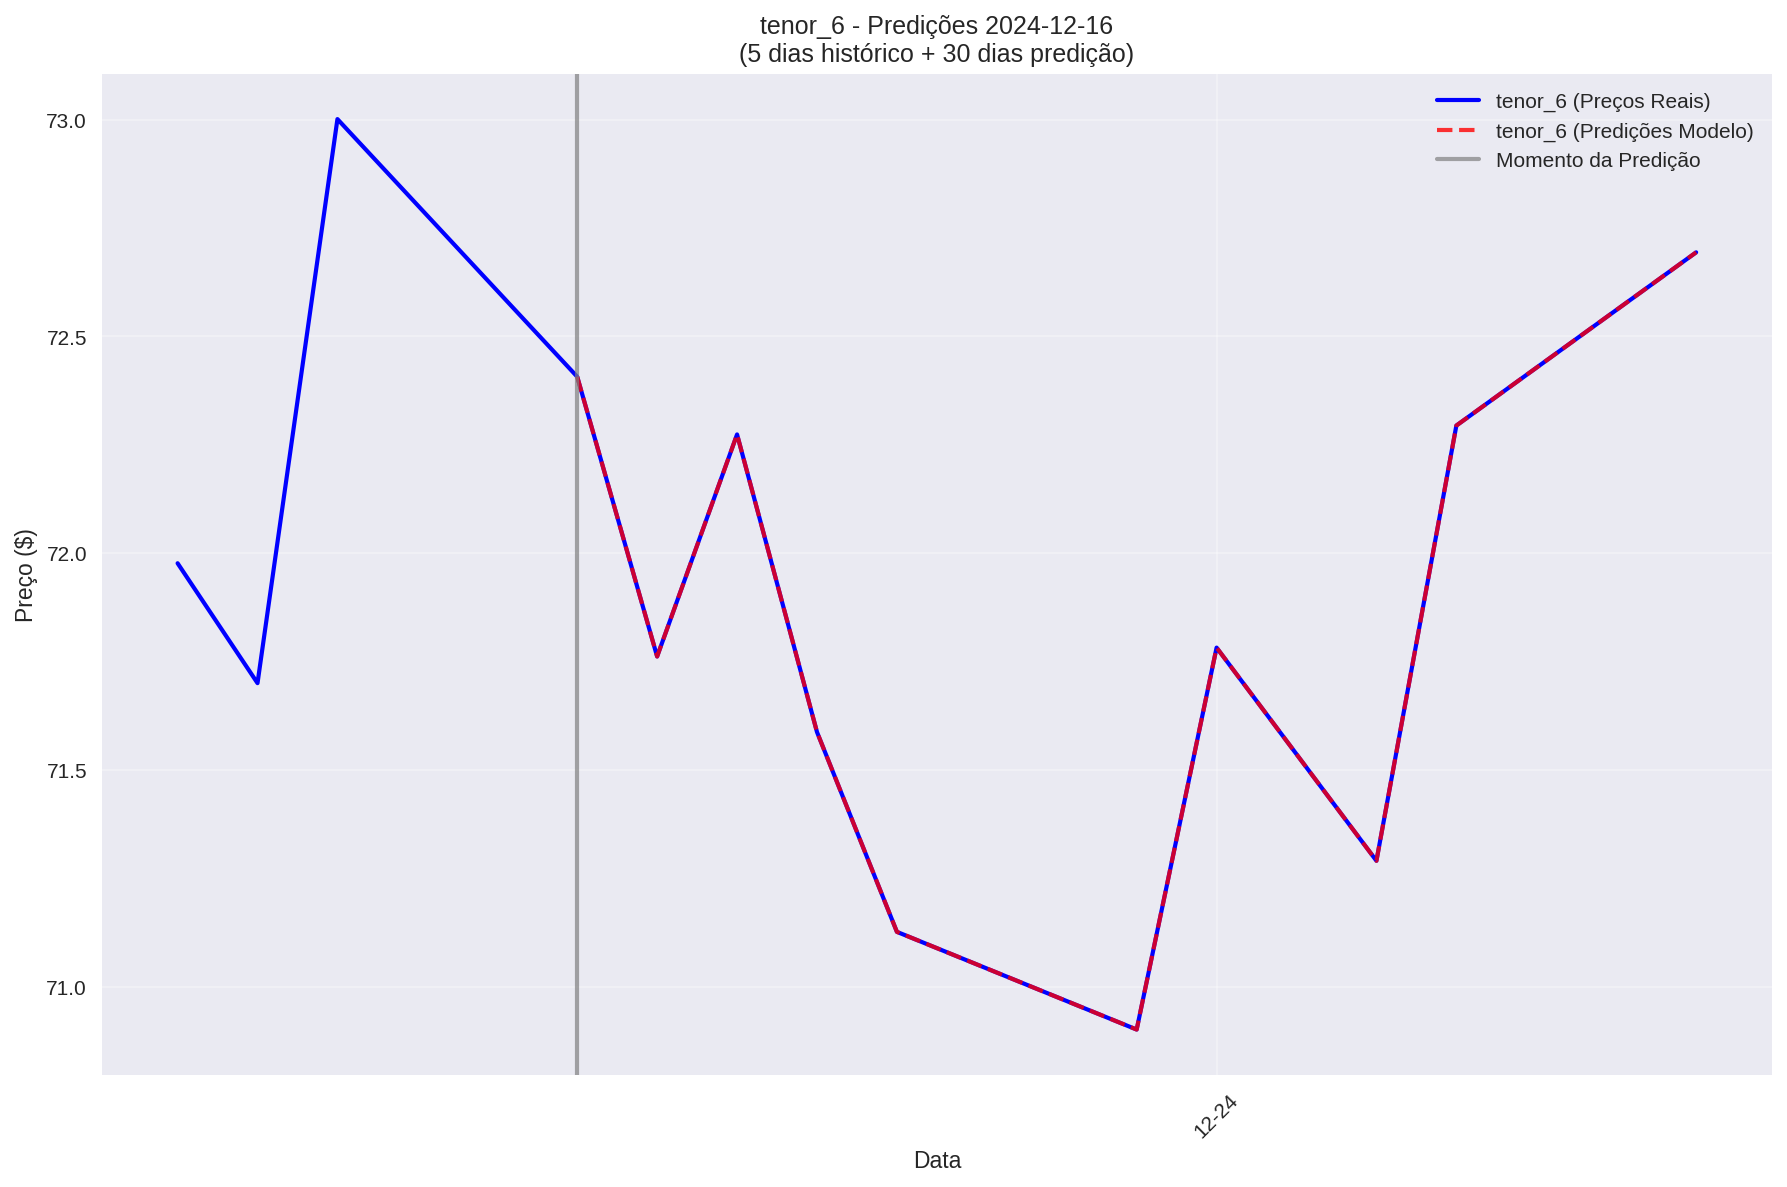 tenor_6 - Predições 2024-12-16
(5 dias histórico + 30 dias predição)
tenor_6 (Preços Reais)
tenor_6 (Predições Modelo)
Momento da Predição
73.0
72.5
72.0
71.5
71.0
Preço ($)
12-24
Data